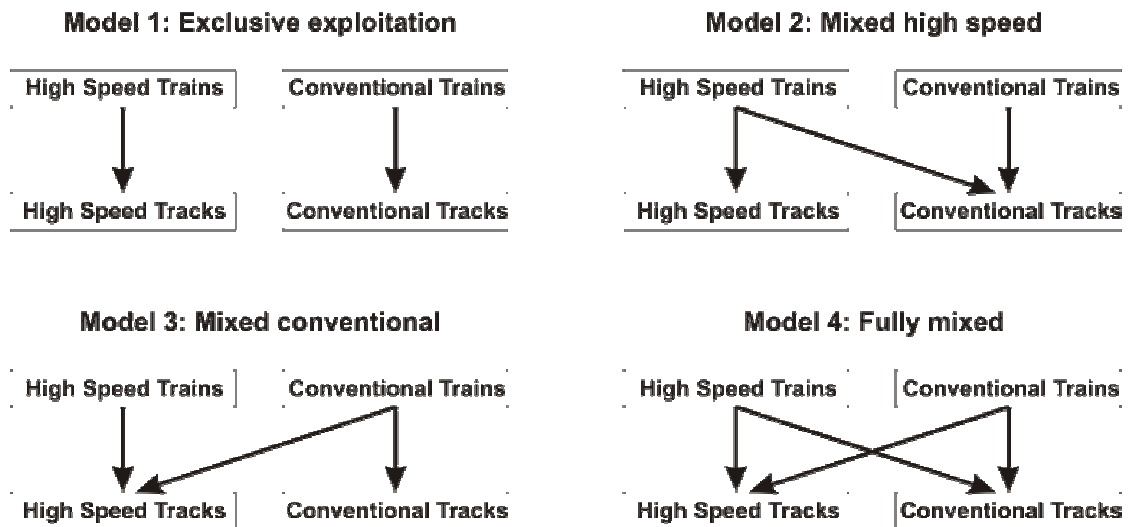 Model 1: Exclusive exploitation
High Speed Trains
Conventional Trains
High Speed Tracks
Conventional Tracks
Model 2: Mixed high speed
High Speed Trains
Conventional Trains
High Speed Tracks
Conventional Tracks
Model 3: Mixed conventional
High Speed Trains
Conventional Trains
High Speed Tracks
Conventional Tracks
Model 4: Fully mixed
High Speed Trains
Conventional Trains
High Speed Tracks
Conventional Tracks